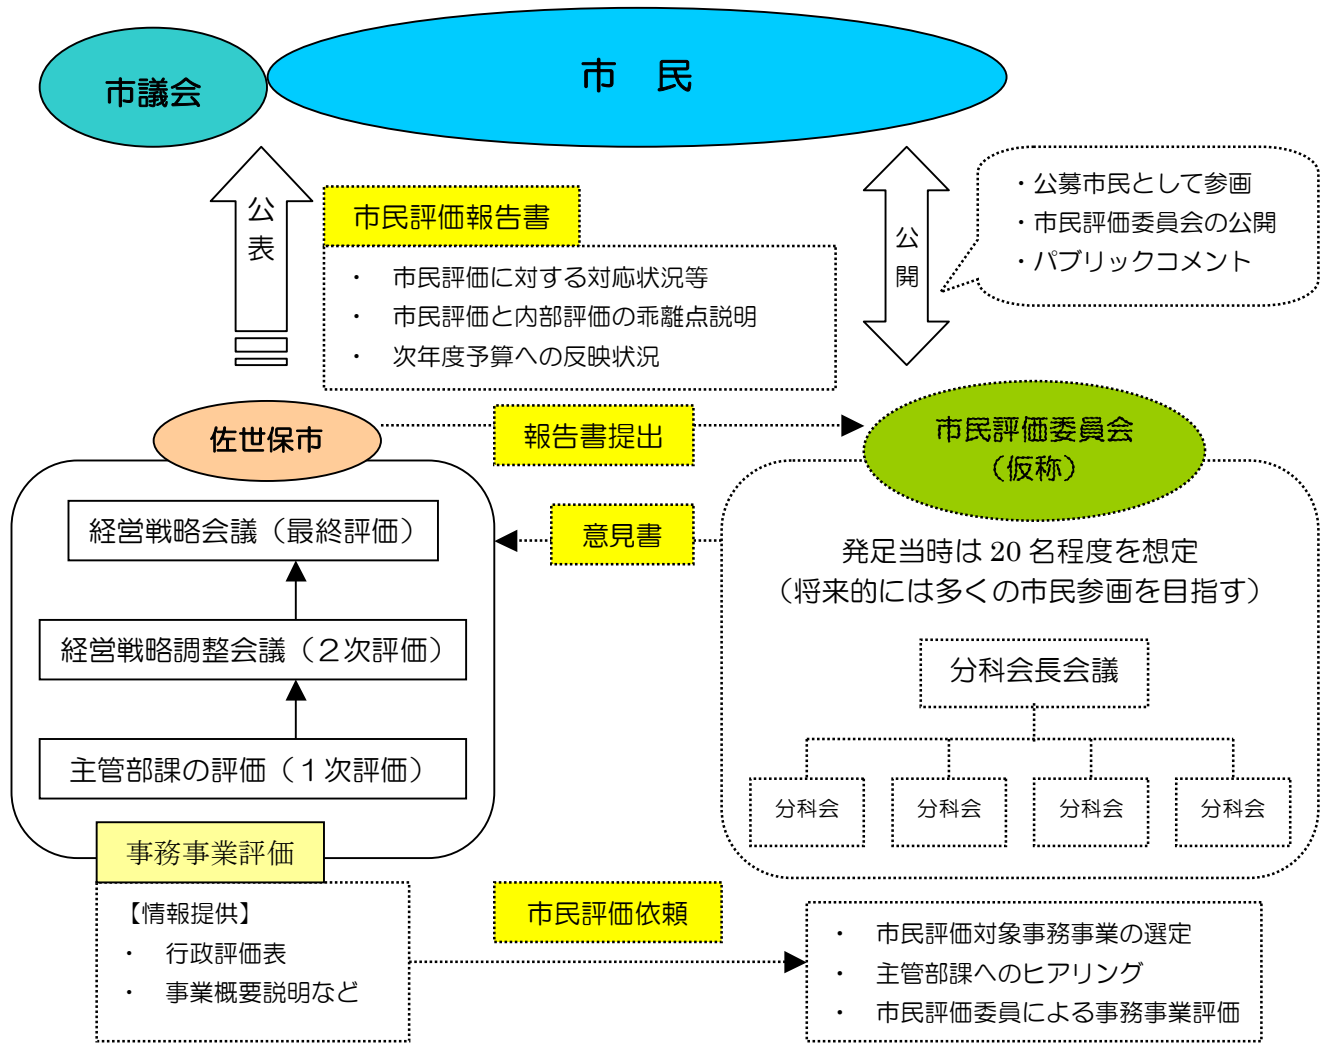 市議会
市　民
公表
市民評価報告書
・　市民評価に対する対応状況等
・　市民評価と内部評価の乖離点説明
・　次年度予算への反映状況
公開
・公募市民として参画
・市民評価委員会の公開
・パブリックコメント
佐世保市
報告書提出
市民評価委員会
（仮称）
経営戦略会議（最終評価）
意見書
発足当時は 20 名程度を想定
（将来的には多くの市民参画を目指す）
経営戦略調整会議（２次評価）
分科会長会議
主管部課の評価（１次評価）
分科会
分科会
分科会
分科会
事務事業評価
【情報提供】
・　行政評価表
・　事業概要説明など
市民評価依頼
・　市民評価対象事務事業の選定
・　主管部課へのヒアリング
・　市民評価委員による事務事業評価